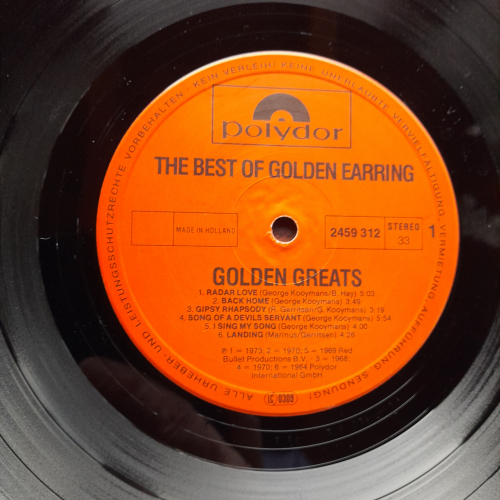 ALLE URHEBER- UND LEISTUNGSSCHUTZRECHTE VORBEHALTEN · KEIN VERLEIH! KEINE UNERLAUBTE VERVIELFÄLTIGUNG, VERMIETUNG, AUFFÜHRUNG, SENDUNG!
polydor
THE BEST OF GOLDEN EARRING
MADE IN HOLLAND
2459 312
STEREO
33
1
GOLDEN GREATS
1. RADAR LOVE (George Kooymans/B. Hay) 5:03
2. BACK HOME (George Kooymans) 3:49
3. GIPSY RHAPSODY (R. Gerritsen/G. Kooymans) 3:19
4. SONG OF A DEVILS SERVANT (George Kooymans) 5:54
5. I SING MY SONG (George Kooymans) 4:00
6. LANDING (Marinus/Gerritsen) 4:26
℗ 1 = 1973; 2 = 1970; 5 = 1969 Red
Bullet Productions B.V. · 3 = 1968;
4 = 1970; 6 = 1964 Polydor
International GmbH
LC 0309